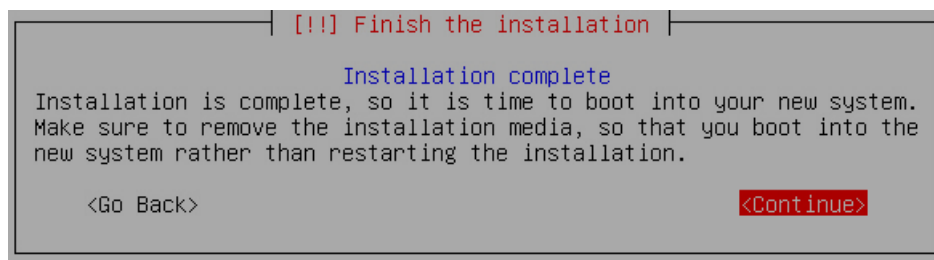 [!!] Finish the installation
Installation complete
Installation is complete, so it is time to boot into your new system.
Make sure to remove the installation media, so that you boot into the
new system rather than restarting the installation.
<Go Back> <Continue>